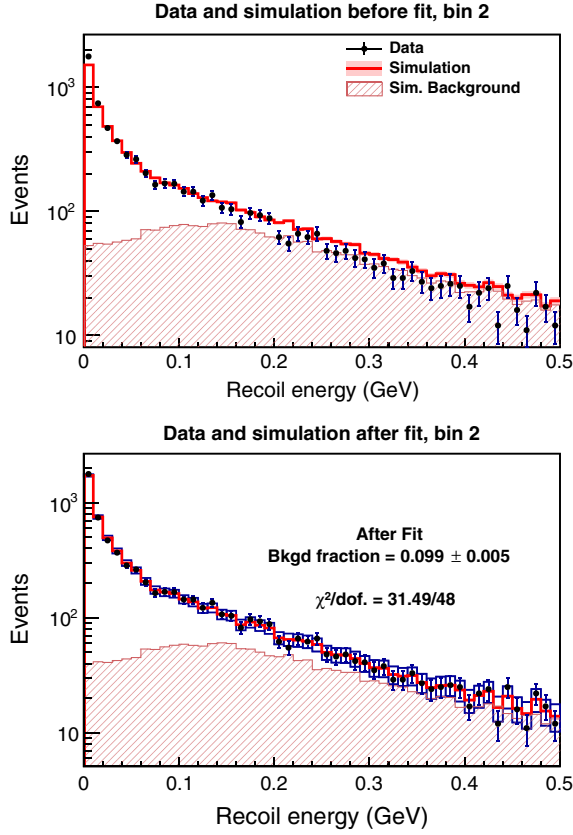 Data and simulation before fit, bin 2
Data
Simulation
Sim. Background
Events
10³
10²
10
0 0.1 0.2 0.3 0.4 0.5
Recoil energy (GeV)
Data and simulation after fit, bin 2
After Fit
Bkgd fraction = 0.099 ± 0.005
χ²/dof. = 31.49/48
Events
10³
10²
10
0 0.1 0.2 0.3 0.4 0.5
Recoil energy (GeV)